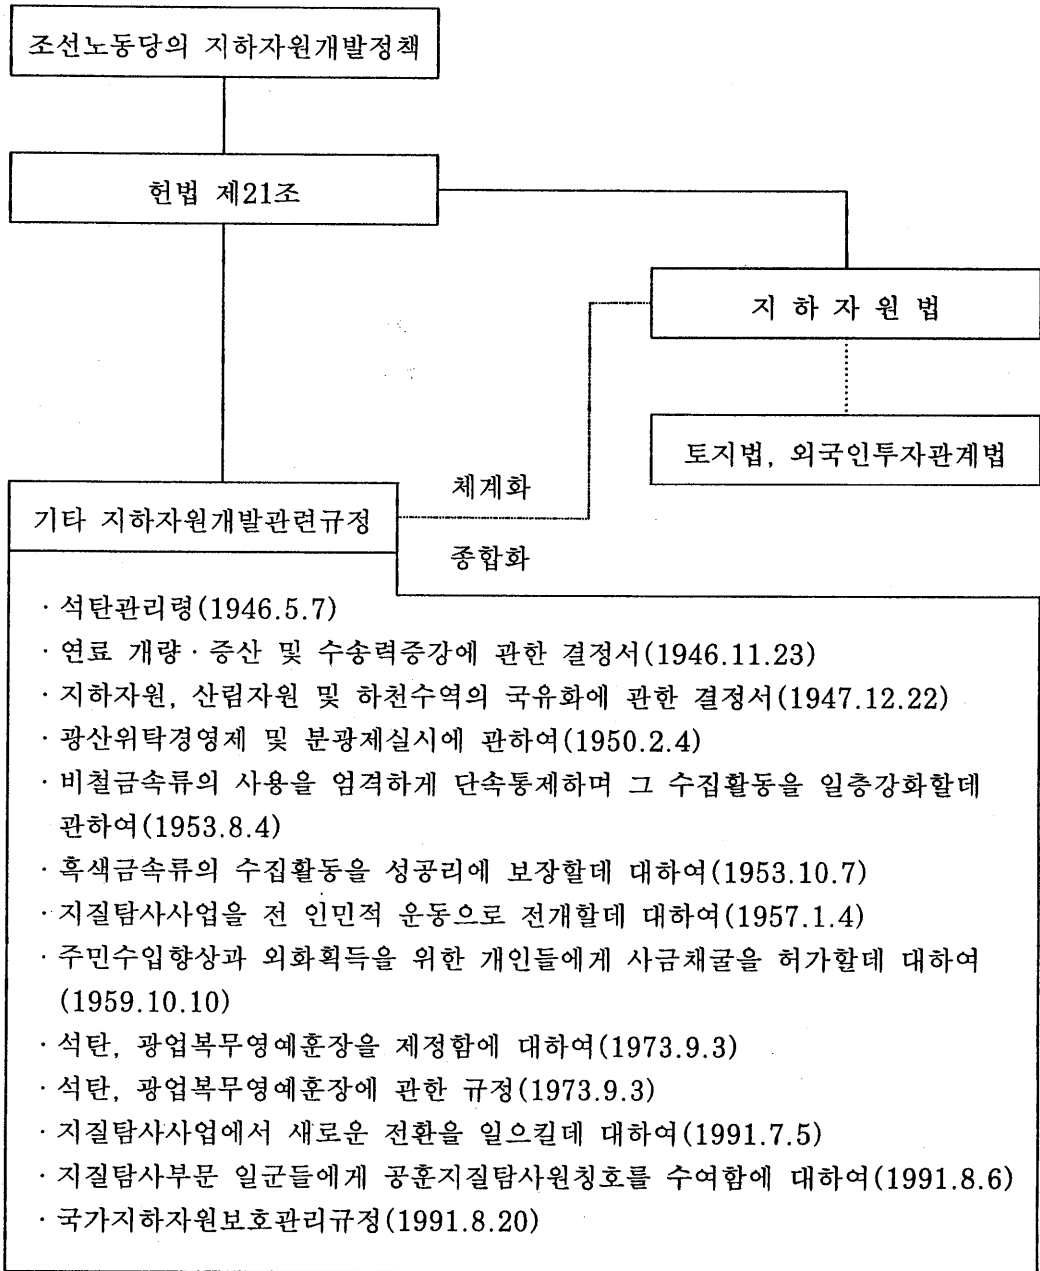 조선노동당의 지하자원개발정책
헌법 제21조
지 하 자 원 법
토지법, 외국인투자관계법
체계화
기타 지하자원개발관련규정
종합화
· 석탄관리령(1946.5.7)
· 연료 개량 · 증산 및 수송력증강에 관한 결정서(1946.11.23)
· 지하자원, 산림자원 및 하천수역의 국유화에 관한 결정서(1947.12.22)
· 광산위탁경영제 및 분광제실시에 관하여(1950.2.4)
· 비철금속류의 사용을 엄격하게 단속통제하며 그 수집활동을 일층강화할데
관하여(1953.8.4)
· 흑색금속류의 수집활동을 성공리에 보장할데 대하여(1953.10.7)
· 지질탐사사업을 전 인민적 운동으로 전개할데 대하여(1957.1.4)
· 주민수입향상과 외화획득을 위한 개인들에게 사금채굴을 허가할데 대하여
(1959.10.10)
· 석탄, 광업복무영예훈장을 제정함에 대하여(1973.9.3)
· 석탄, 광업복무영예훈장에 관한 규정(1973.9.3)
· 지질탐사사업에서 새로운 전환을 일으킬데 대하여(1991.7.5)
· 지질탐사부문 일군들에게 공훈지질탐사원칭호를 수여함에 대하여(1991.8.6)
· 국가지하자원보호관리규정(1991.8.20)